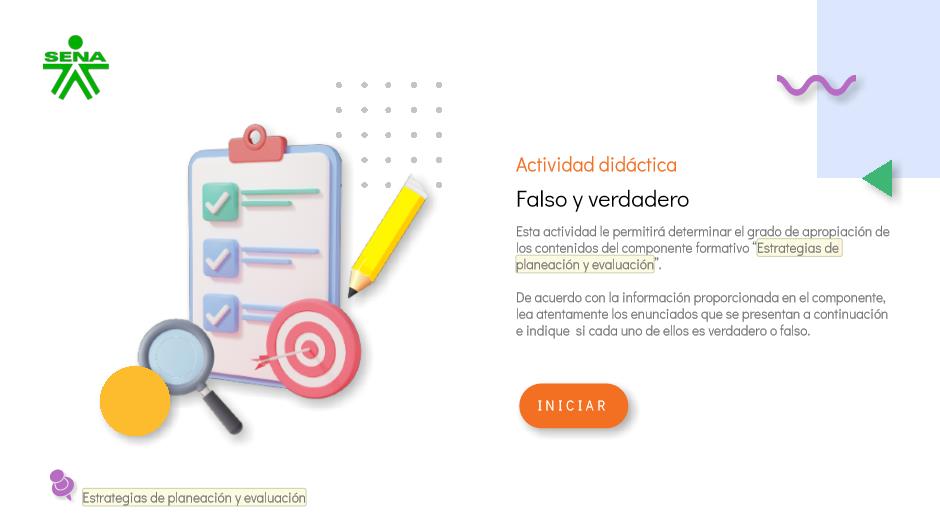 SENA
Actividad didáctica
Falso y verdadero
Esta actividad le permitirá determinar el grado de apropiación de
los contenidos del componente formativo “Estrategias de
planeación y evaluación”.
De acuerdo con la información proporcionada en el componente,
lea atentamente los enunciados que se presentan a continuación
e indique si cada uno de ellos es verdadero o falso.
INICIAR
Estrategias de planeación y evaluación